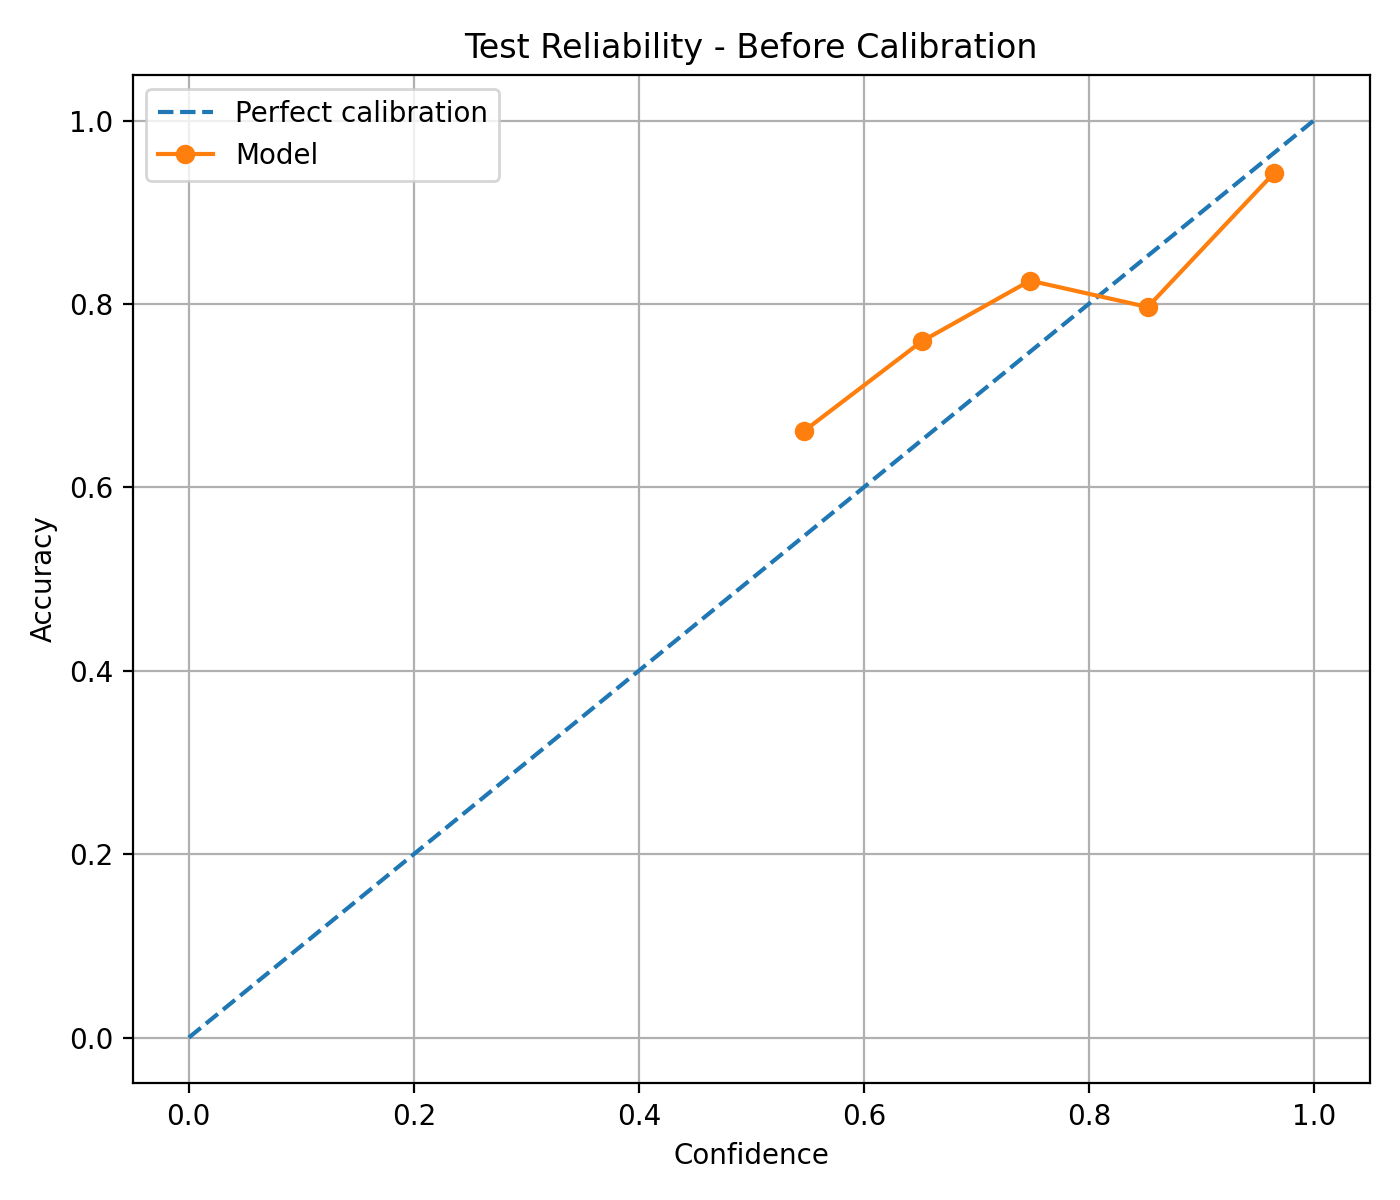 Test Reliability - Before Calibration
Perfect calibration
Model
1.0
0.8
0.6
0.4
0.2
0.0
Accuracy
0.0 0.2 0.4 0.6 0.8 1.0
Confidence